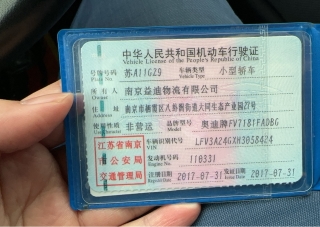 中华人民共和国机动车行驶证
Vehicle License of the People's Republic of China
号牌号码 苏A11GZ9 车辆类型 小型轿车
Plate No. Vehicle Type
所有人 南京益迪物流有限公司
Owner
住址 南京市栖霞区八卦洲街道大同生态产业园27号
Address
使用性质 非营运 品牌型号 奥迪牌FV7181FADBG
Use Character Model
江苏省南京
市公安局
交通管理局
车辆识别代号 LFV3A24GXH3058424
VIN
发动机号码 110331
Engine No.
注册日期 2017-07-31 发证日期 2017-07-31
Register Date Issue Date